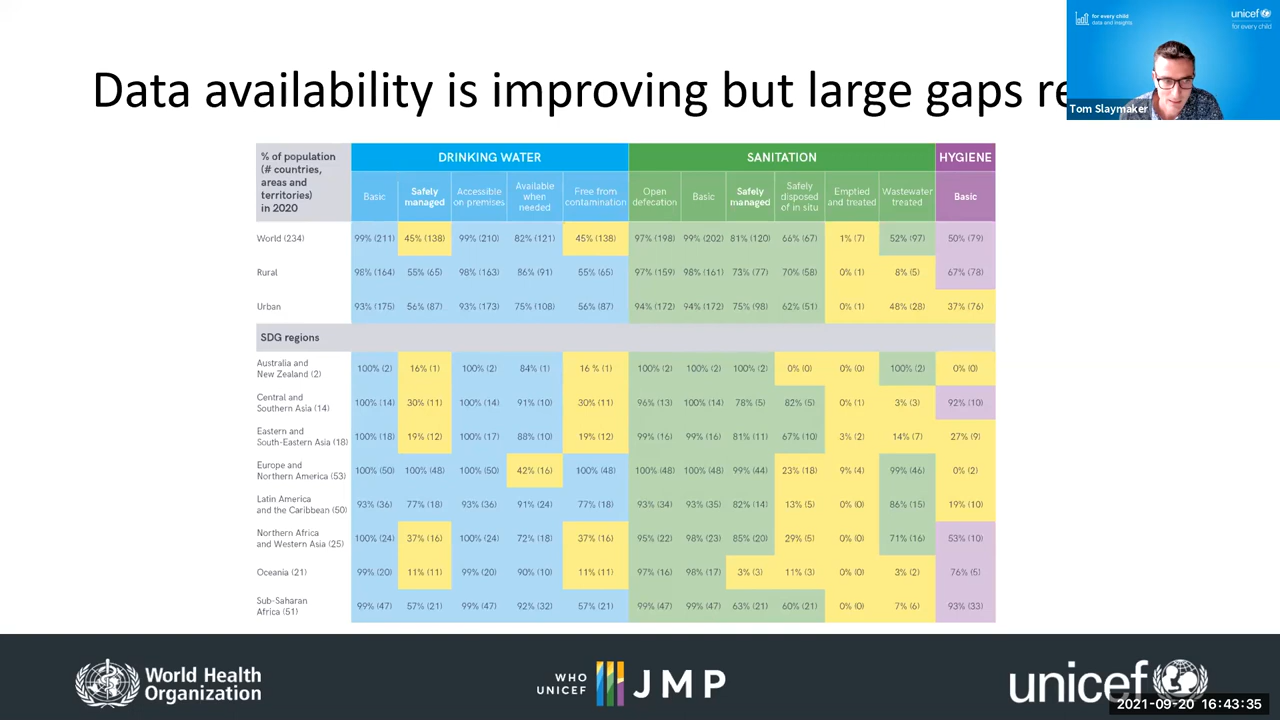 for every child
data and insights
unicef
for every child
Tom Slaymaker
Data availability is improving but large gaps
% of population
(# countries,
areas and
territories)
in 2020
DRINKING WATER
SANITATION
HYGIENE
Basic
Safely
managed
Accessible
on premises
Available
when
needed
Free from
contamination
Open
defecation
Basic
Safely
managed
Safely
disposed
of in situ
Emptied
and treated
Wastewater
treated
Basic
World (234) 99% (211) 45% (138) 99% (210) 82% (121) 45% (138) 97% (198) 99% (202) 81% (120) 66% (67) 1% (7) 52% (97) 50% (79)
Rural 98% (164) 55% (65) 98% (163) 86% (91) 55% (65) 97% (159) 98% (161) 73% (77) 70% (58) 0% (1) 8% (5) 67% (78)
Urban 93% (175) 56% (87) 93% (173) 75% (108) 56% (87) 94% (172) 94% (172) 75% (98) 62% (51) 0% (1) 48% (28) 37% (76)
SDG regions
Australia and
New Zealand (2) 100% (2) 16% (1) 100% (2) 84% (1) 16 % (1) 100% (2) 100% (2) 100% (2) 0% (0) 0% (0) 100% (2) 0% (0)
Central and
Southern Asia (14) 100% (14) 30% (11) 100% (14) 91% (10) 30% (11) 96% (13) 100% (14) 78% (5) 82% (5) 0% (1) 3% (3) 92% (10)
Eastern and
South-Eastern Asia (18) 100% (18) 19% (12) 100% (17) 88% (10) 19% (12) 99% (16) 99% (16) 81% (11) 67% (10) 3% (2) 14% (7) 27% (9)
Europe and
Northern America (53) 100% (50) 100% (48) 100% (50) 42% (16) 100% (48) 100% (48) 100% (48) 99% (44) 23% (18) 9% (4) 99% (46) 0% (2)
Latin America
and the Caribbean (50) 93% (36) 77% (18) 93% (36) 91% (24) 77% (18) 93% (34) 93% (35) 82% (14) 13% (5) 0% (0) 86% (15) 19% (10)
Northern Africa
and Western Asia (25) 100% (24) 37% (16) 100% (24) 72% (18) 37% (16) 95% (22) 98% (23) 85% (20) 29% (5) 0% (0) 71% (16) 53% (10)
Oceania (21) 99% (20) 11% (11) 99% (20) 90% (10) 11% (11) 97% (16) 98% (17) 3% (3) 11% (3) 0% (0) 3% (2) 76% (5)
Sub-Saharan
Africa (51) 99% (47) 57% (21) 99% (47) 92% (32) 57% (21) 99% (47) 99% (47) 63% (21) 60% (21) 0% (0) 7% (6) 93% (33)
World Health
Organization
WHO
UNICEF
JMP
unicef
2021-09-20 16:43:35